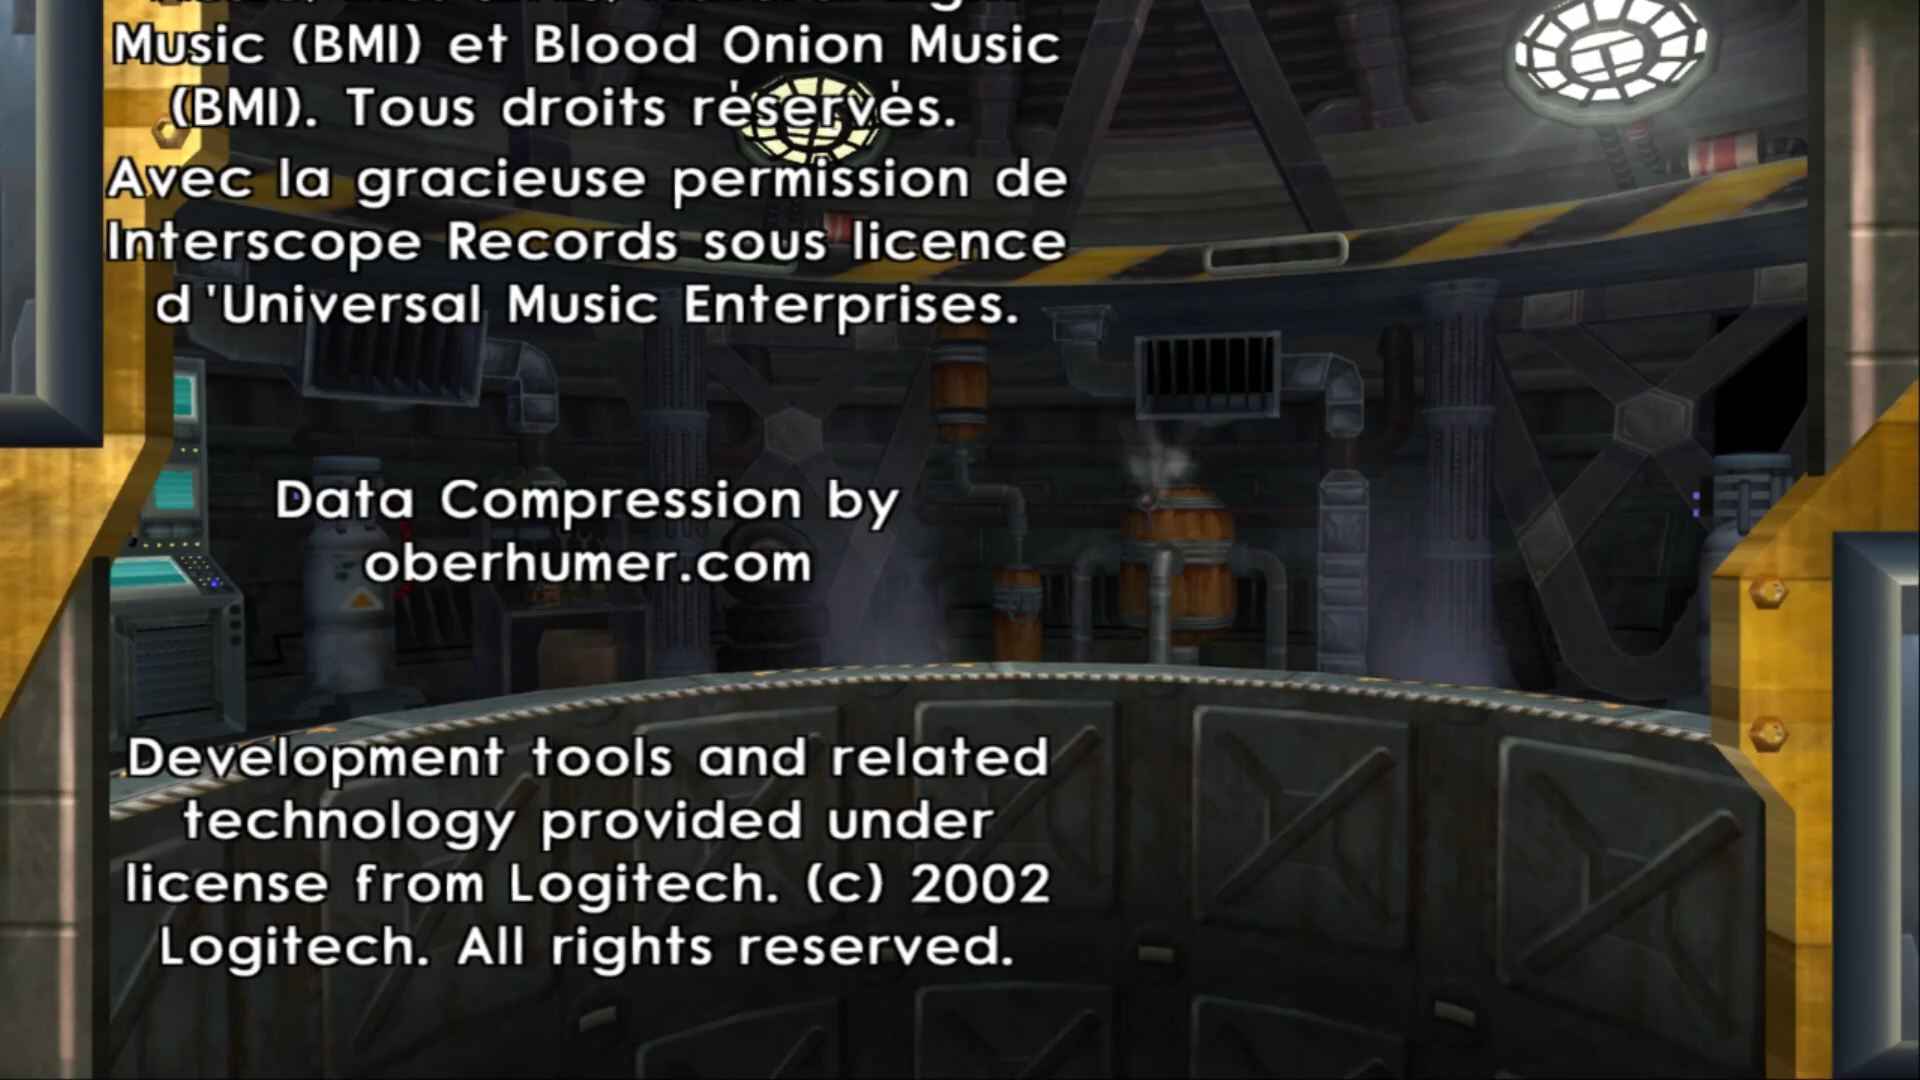 Music (BMI) et Blood Onion Music
(BMI). Tous droits réservés.
Avec la gracieuse permission de
Interscope Records sous licence
d 'Universal Music Enterprises.
Data Compression by
oberhumer.com
Development tools and related
technology provided under
license from Logitech. (c) 2002
Logitech. All rights reserved.